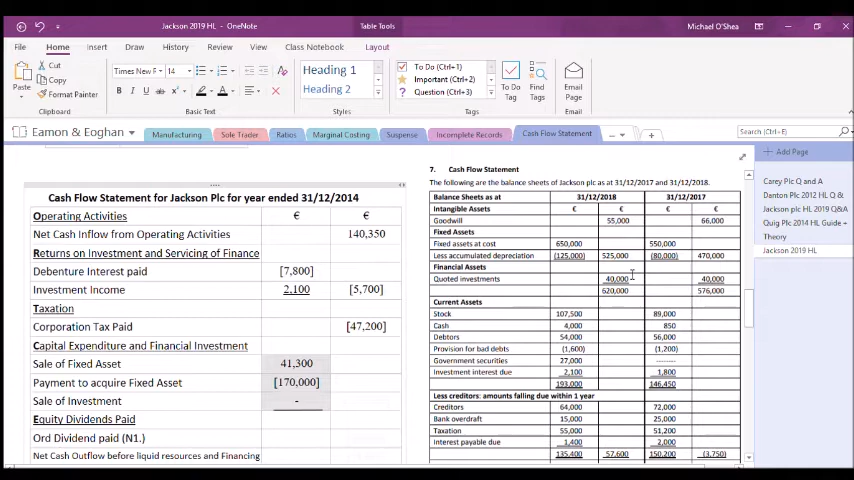 Jackson 2019 HL - OneNote
Table Tools
Michael O'Shea
File Home Insert Draw History Review View Help Class Notebook Layout
Paste
Cut
Copy
Format Painter
Clipboard
Times New R 14
B I U
Basic Text
Heading 1
Heading 2
Styles
To Do (Ctrl+1)
Important (Ctrl+2)
Question (Ctrl+3)
To Do Tag
Find Tags
Tags
Email Page
Email
Eamon & Eoghan
Manufacturing Sole Trader Ratios Marginal Costing Suspense Incomplete Records Cash Flow Statement ...
Search (Ctrl+E)
Cash Flow Statement for Jackson Plc for year ended 31/12/2014
Operating Activities € €
Net Cash Inflow from Operating Activities 140,350
Returns on Investment and Servicing of Finance
Debenture Interest paid [7,800]
Investment Income 2,100 [5,700]
Taxation
Corporation Tax Paid [47,200]
Capital Expenditure and Financial Investment
Sale of Fixed Asset 41,300
Payment to acquire Fixed Asset [170,000]
Sale of Investment -
Equity Dividends Paid
Ord Dividend paid (N1.)
Net Cash Outflow before liquid resources and Financing
7. Cash Flow Statement
The following are the balance sheets of Jackson plc as at 31/12/2017 and 31/12/2018.
Balance Sheets as at 31/12/2018 31/12/2017
Intangible Assets € € € €
Goodwill 55,000 66,000
Fixed Assets
Fixed assets at cost 650,000 550,000
Less accumulated depreciation (125,000) 525,000 (80,000) 470,000
Financial Assets
Quoted investments 40,000 40,000
620,000 576,000
Current Assets
Stock 107,500 89,000
Cash 4,000 850
Debtors 54,000 56,000
Provision for bad debts (1,600) (1,200)
Government securities 27,000 --------
Investment interest due 2,100 1,800
193,000 146,450
Less creditors: amounts falling due within 1 year
Creditors 64,000 72,000
Bank overdraft 15,000 25,000
Taxation 55,000 51,200
Interest payable due 1,400 2,000
135,400 57,600 150,200 (3,750)
Add Page
Carey Plc Q and A
Danton Plc 2012 HL Q &
Jackson plc HL 2019 Q&A
Quig Plc 2014 HL Guide +
Theory
Jackson 2019 HL